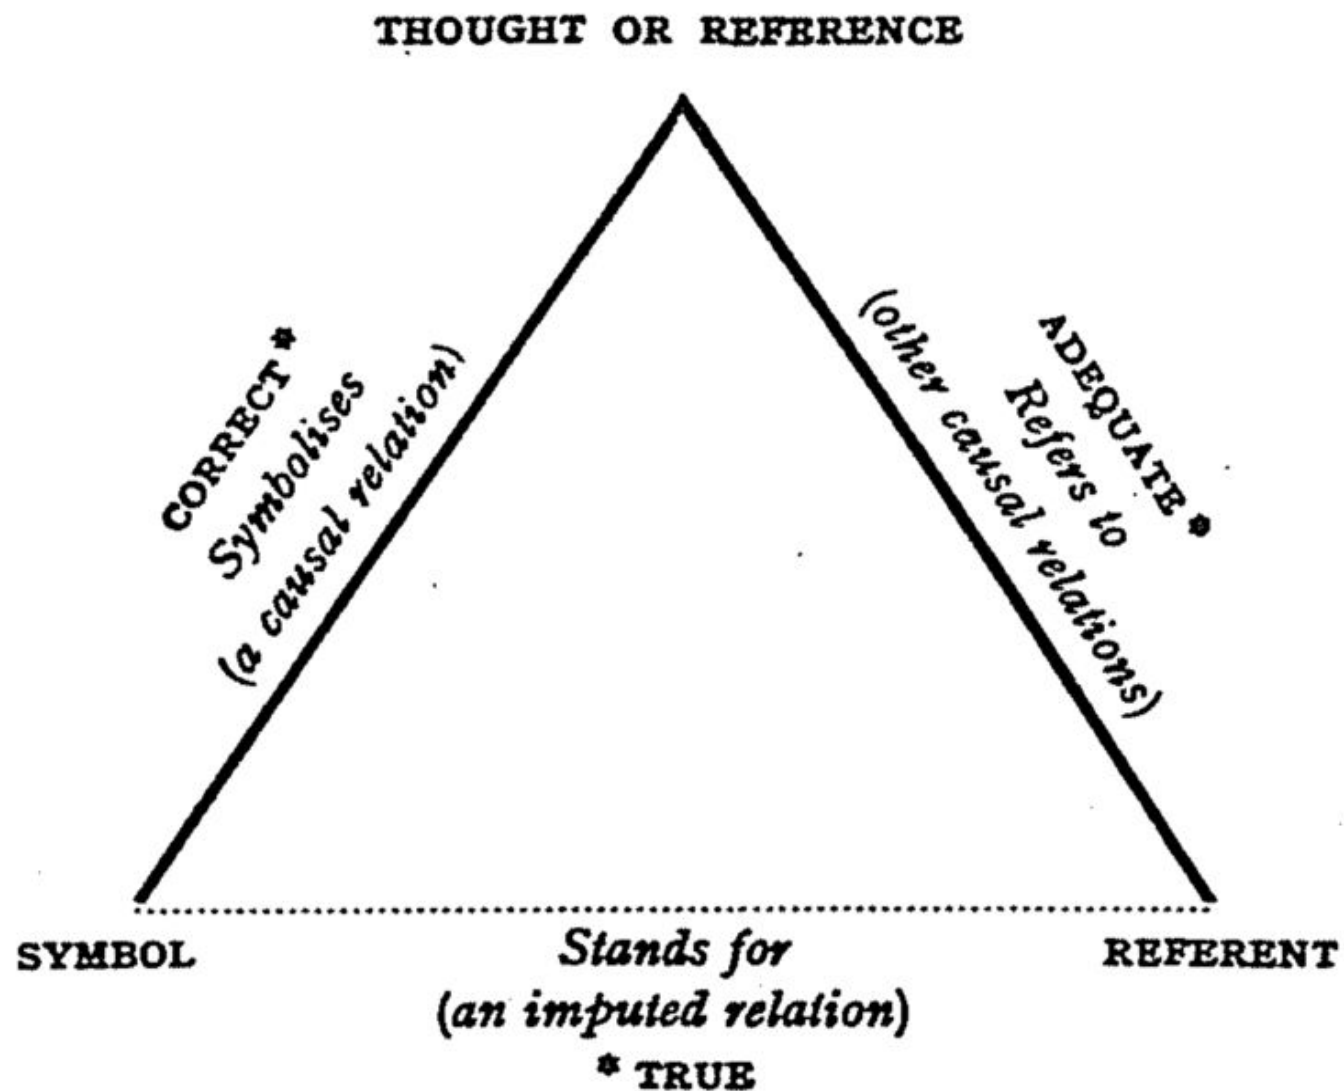 THOUGHT OR REFERENCE
CORRECT *
Symbolises
(a causal relation)
ADEQUATE *
Refers to
(other causal relations)
SYMBOL
Stands for
(an imputed relation)
* TRUE
REFERENT